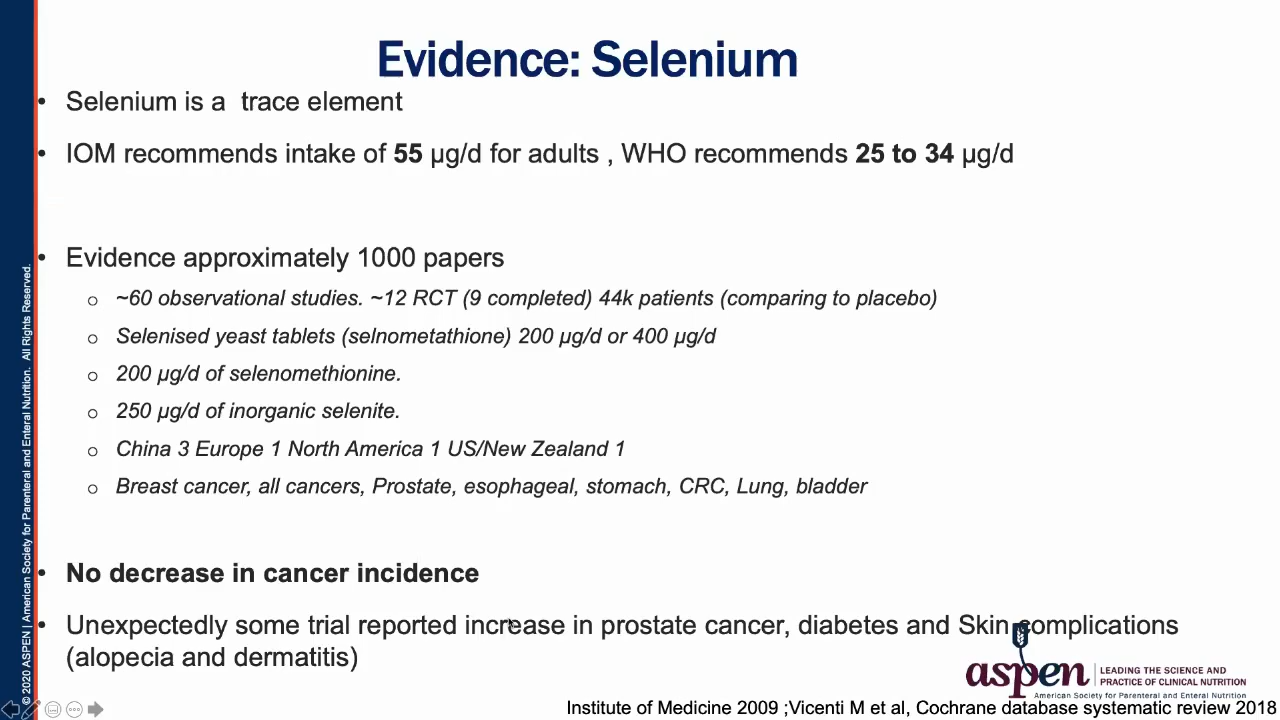 Evidence: Selenium
• Selenium is a trace element
• IOM recommends intake of 55 µg/d for adults , WHO recommends 25 to 34 µg/d
• Evidence approximately 1000 papers
o ~60 observational studies. ~12 RCT (9 completed) 44k patients (comparing to placebo)
o Selenised yeast tablets (selnometathione) 200 µg/d or 400 µg/d
o 200 µg/d of selenomethionine.
o 250 µg/d of inorganic selenite.
o China 3 Europe 1 North America 1 US/New Zealand 1
o Breast cancer, all cancers, Prostate, esophageal, stomach, CRC, Lung, bladder
• No decrease in cancer incidence
• Unexpectedly some trial reported increase in prostate cancer, diabetes and Skin complications
(alopecia and dermatitis)
© 2020 ASPEN | American Society for Parenteral and Enteral Nutrition. All Rights Reserved.
aspen
LEADING THE SCIENCE AND
PRACTICE OF CLINICAL NUTRITION
American Society for Parenteral and Enteral Nutrition
Institute of Medicine 2009 ;Vicenti M et al, Cochrane database systematic review 2018